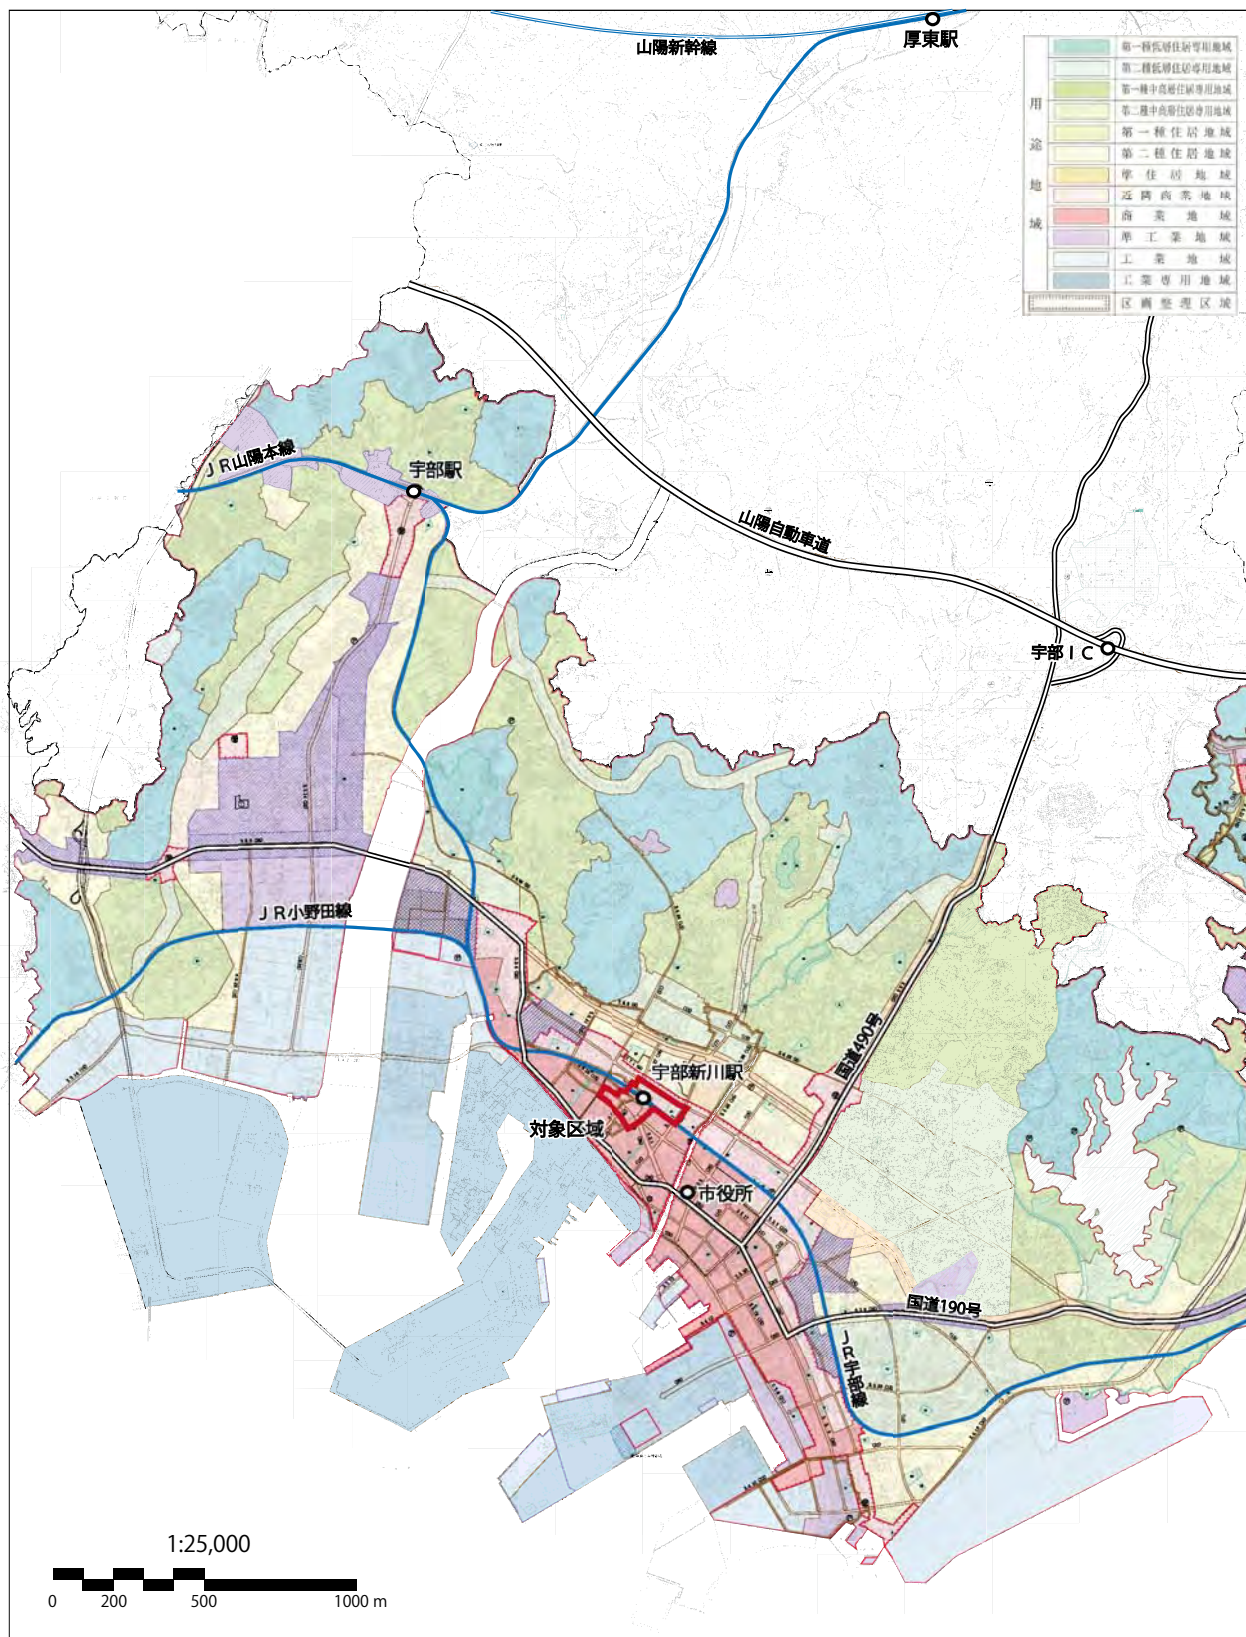 山陽新幹線
厚東駅
用途地域
第一種低層住居専用地域
第二種低層住居専用地域
第一種中高層住居専用地域
第二種中高層住居専用地域
第一種住居地域
第二種住居地域
準住居地域
近隣商業地域
商業地域
準工業地域
工業地域
工業専用地域
区画整理区域
JR山陽本線
宇部駅
山陽自動車道
宇部IC
JR小野田線
国道490号
宇部新川駅
対象区域
市役所
国道190号
JR宇部線
1:25,000
0 200 500 1000 m